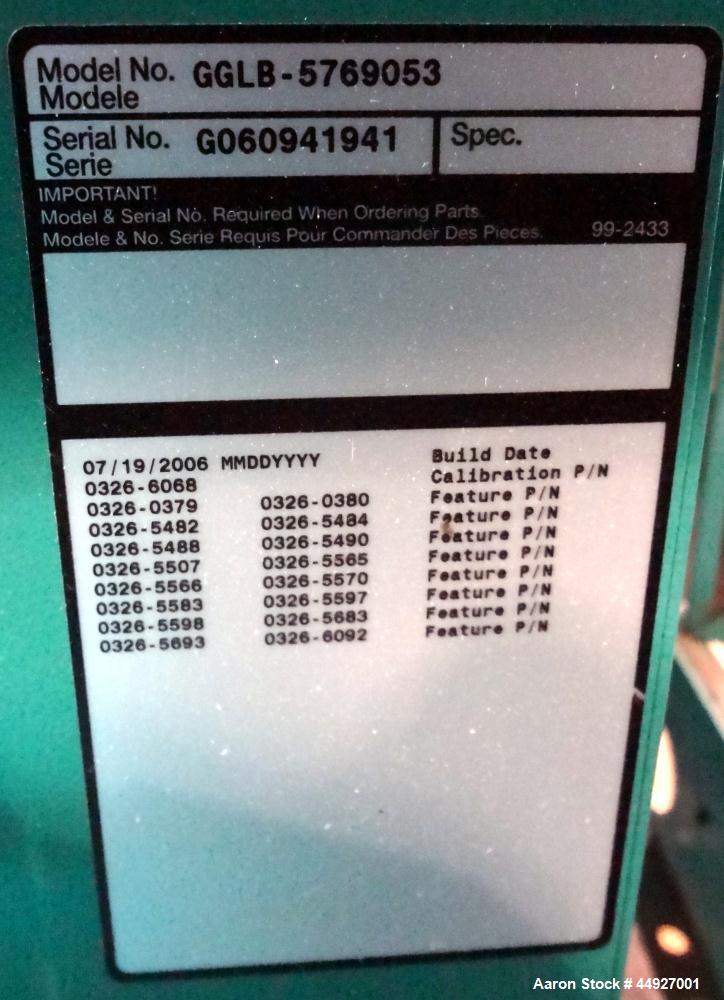 Model No. GGLB-5769053
Modele
Serial No. G060941941 Spec.
Serie
IMPORTANT!
Model & Serial No. Required When Ordering Parts.
Modele & No. Serie Requis Pour Commander Des Pieces. 99-2433
07/19/2006 MMDDYYYY Build Date
0326-6068 Calibration P/N
0326-0379 0326-0380 Feature P/N
0326-5482 0326-5484 Feature P/N
0326-5488 0326-5490 Feature P/N
0326-5507 0326-5565 Feature P/N
0326-5566 0326-5570 Feature P/N
0326-5583 0326-5597 Feature P/N
0326-5598 0326-5683 Feature P/N
0326-5693 0326-6092 Feature P/N
Aaron Stock # 44927001